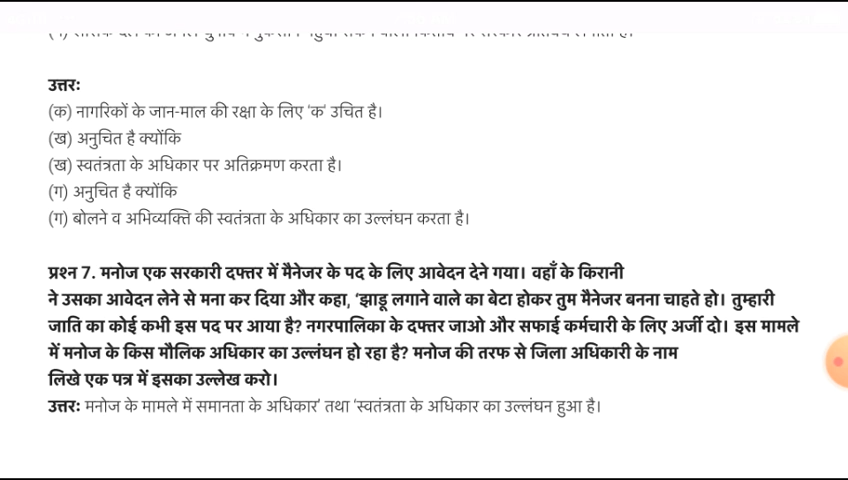 उत्तरः
(क) नागरिकों के जान-माल की रक्षा के लिए 'क' उचित है।
(ख) अनुचित है क्योंकि
(ख) स्वतंत्रता के अधिकार पर अतिक्रमण करता है।
(ग) अनुचित है क्योंकि
(ग) बोलने व अभिव्यक्ति की स्वतंत्रता के अधिकार का उल्लंघन करता है।
प्रश्न 7. मनोज एक सरकारी दफ्तर में मैनेजर के पद के लिए आवेदन देने गया। वहाँ के किरानी
ने उसका आवेदन लेने से मना कर दिया और कहा, 'झाडू लगाने वाले का बेटा होकर तुम मैनेजर बनना चाहते हो। तुम्हारी
जाति का कोई कभी इस पद पर आया है? नगरपालिका के दफ्तर जाओ और सफाई कर्मचारी के लिए अर्जी दो। इस मामले
में मनोज के किस मौलिक अधिकार का उल्लंघन हो रहा है? मनोज की तरफ से जिला अधिकारी के नाम
लिखे एक पत्र में इसका उल्लेख करो।
उत्तरः मनोज के मामले में समानता के अधिकार' तथा 'स्वतंत्रता के अधिकार का उल्लंघन हुआ है।